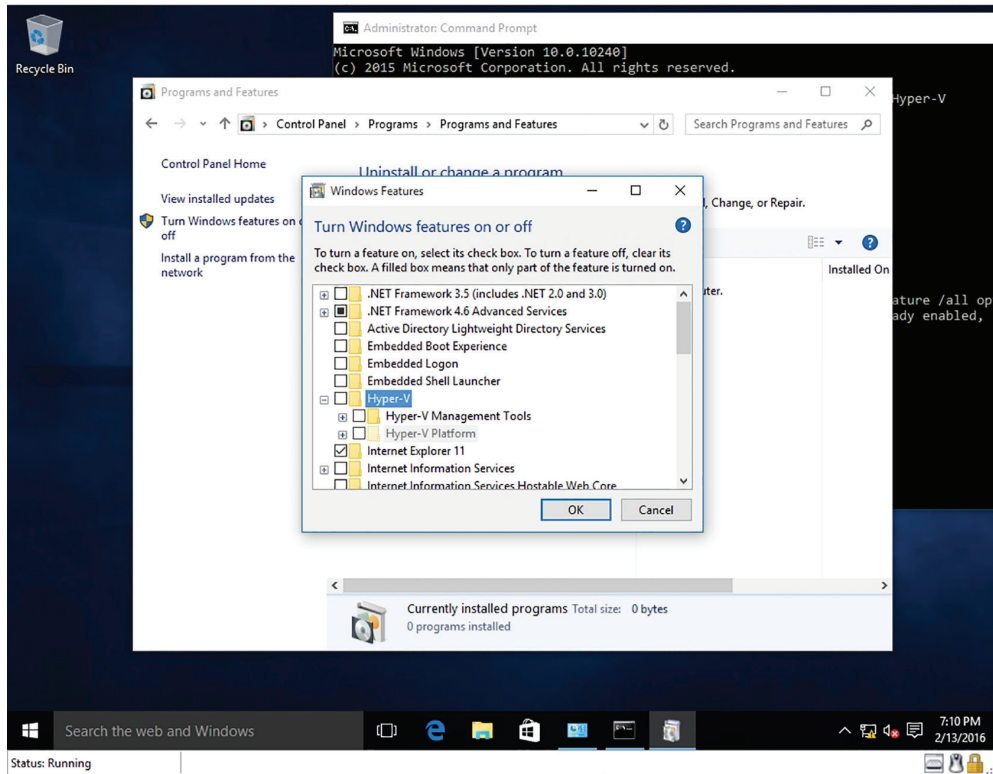 Recycle Bin
Administrator: Command Prompt
Microsoft Windows [Version 10.0.10240]
(c) 2015 Microsoft Corporation. All rights reserved.
Hyper-V
ature /all op
ady enabled,
Programs and Features
Control Panel > Programs > Programs and Features
Search Programs and Features
Control Panel Home
View installed updates
Turn Windows features on
off
Install a program from the
network
Uninstall or change a program
, Change, or Repair.
Installed On
uter.
Windows Features
Turn Windows features on or off
To turn a feature on, select its check box. To turn a feature off, clear its
check box. A filled box means that only part of the feature is turned on.
.NET Framework 3.5 (includes .NET 2.0 and 3.0)
.NET Framework 4.6 Advanced Services
Active Directory Lightweight Directory Services
Embedded Boot Experience
Embedded Logon
Embedded Shell Launcher
Hyper-V
Hyper-V Management Tools
Hyper-V Platform
Internet Explorer 11
Internet Information Services
Internet Information Services Hostable Web Core
OK Cancel
Currently installed programs Total size: 0 bytes
0 programs installed
Search the web and Windows
7:10 PM
2/13/2016
Status: Running